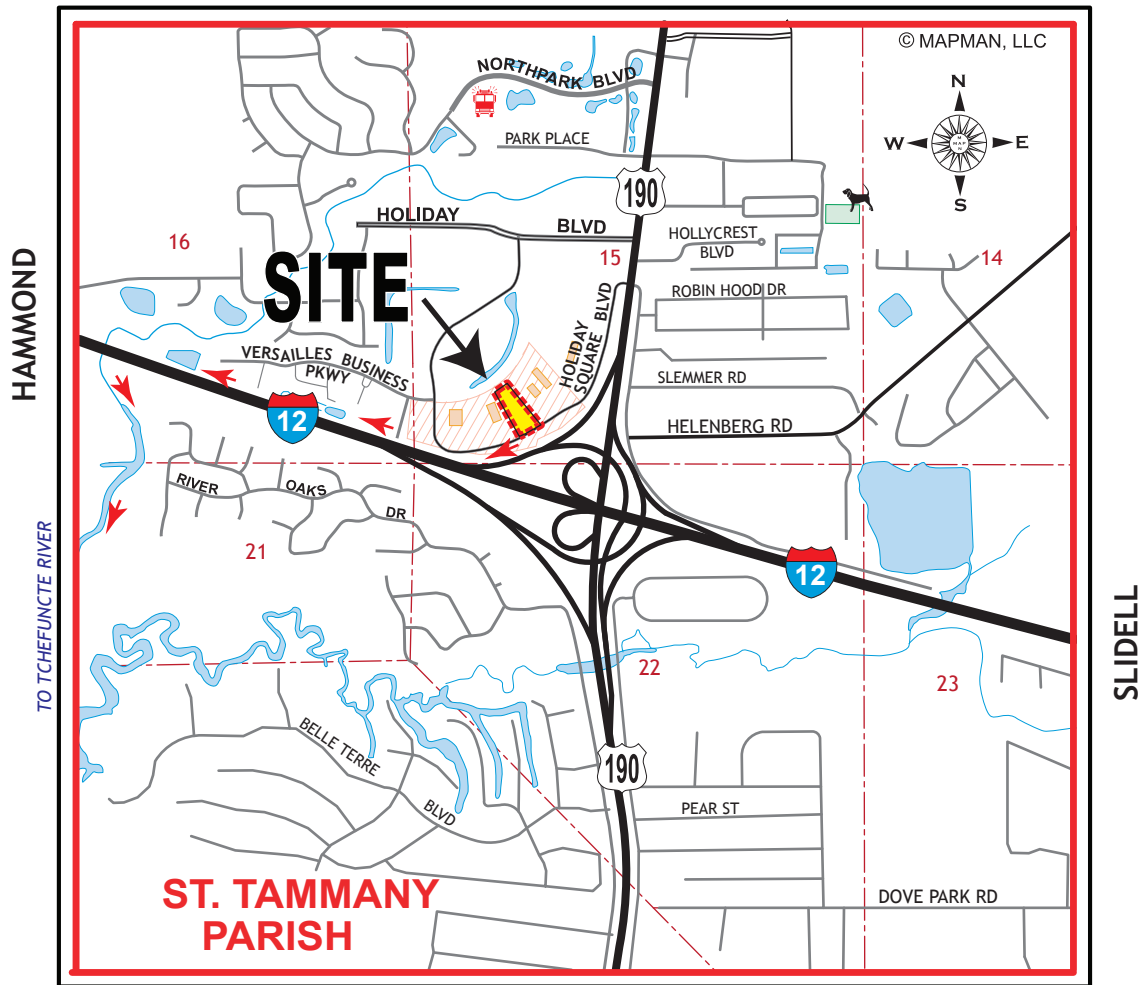 © MAPMAN, LLC
NORTHPARK BLVD
N
PARK PLACE
W
M
MAP
N
E
S
190
HOLIDAY BLVD
HOLLYCREST
BLVD
16
15
14
SITE
ROBIN HOOD DR
HOLIDAY
SQUARE BLVD
HAMMOND
VERSAILLES BUSINESS
PKWY
SLEMMER RD
12
HELENBERG RD
RIVER OAKS DR
21
12
TO TCHEFUNCTE RIVER
SLIDELL
22
23
BELLE TERRE BLVD
190
PEAR ST
ST. TAMMANY
PARISH
DOVE PARK RD